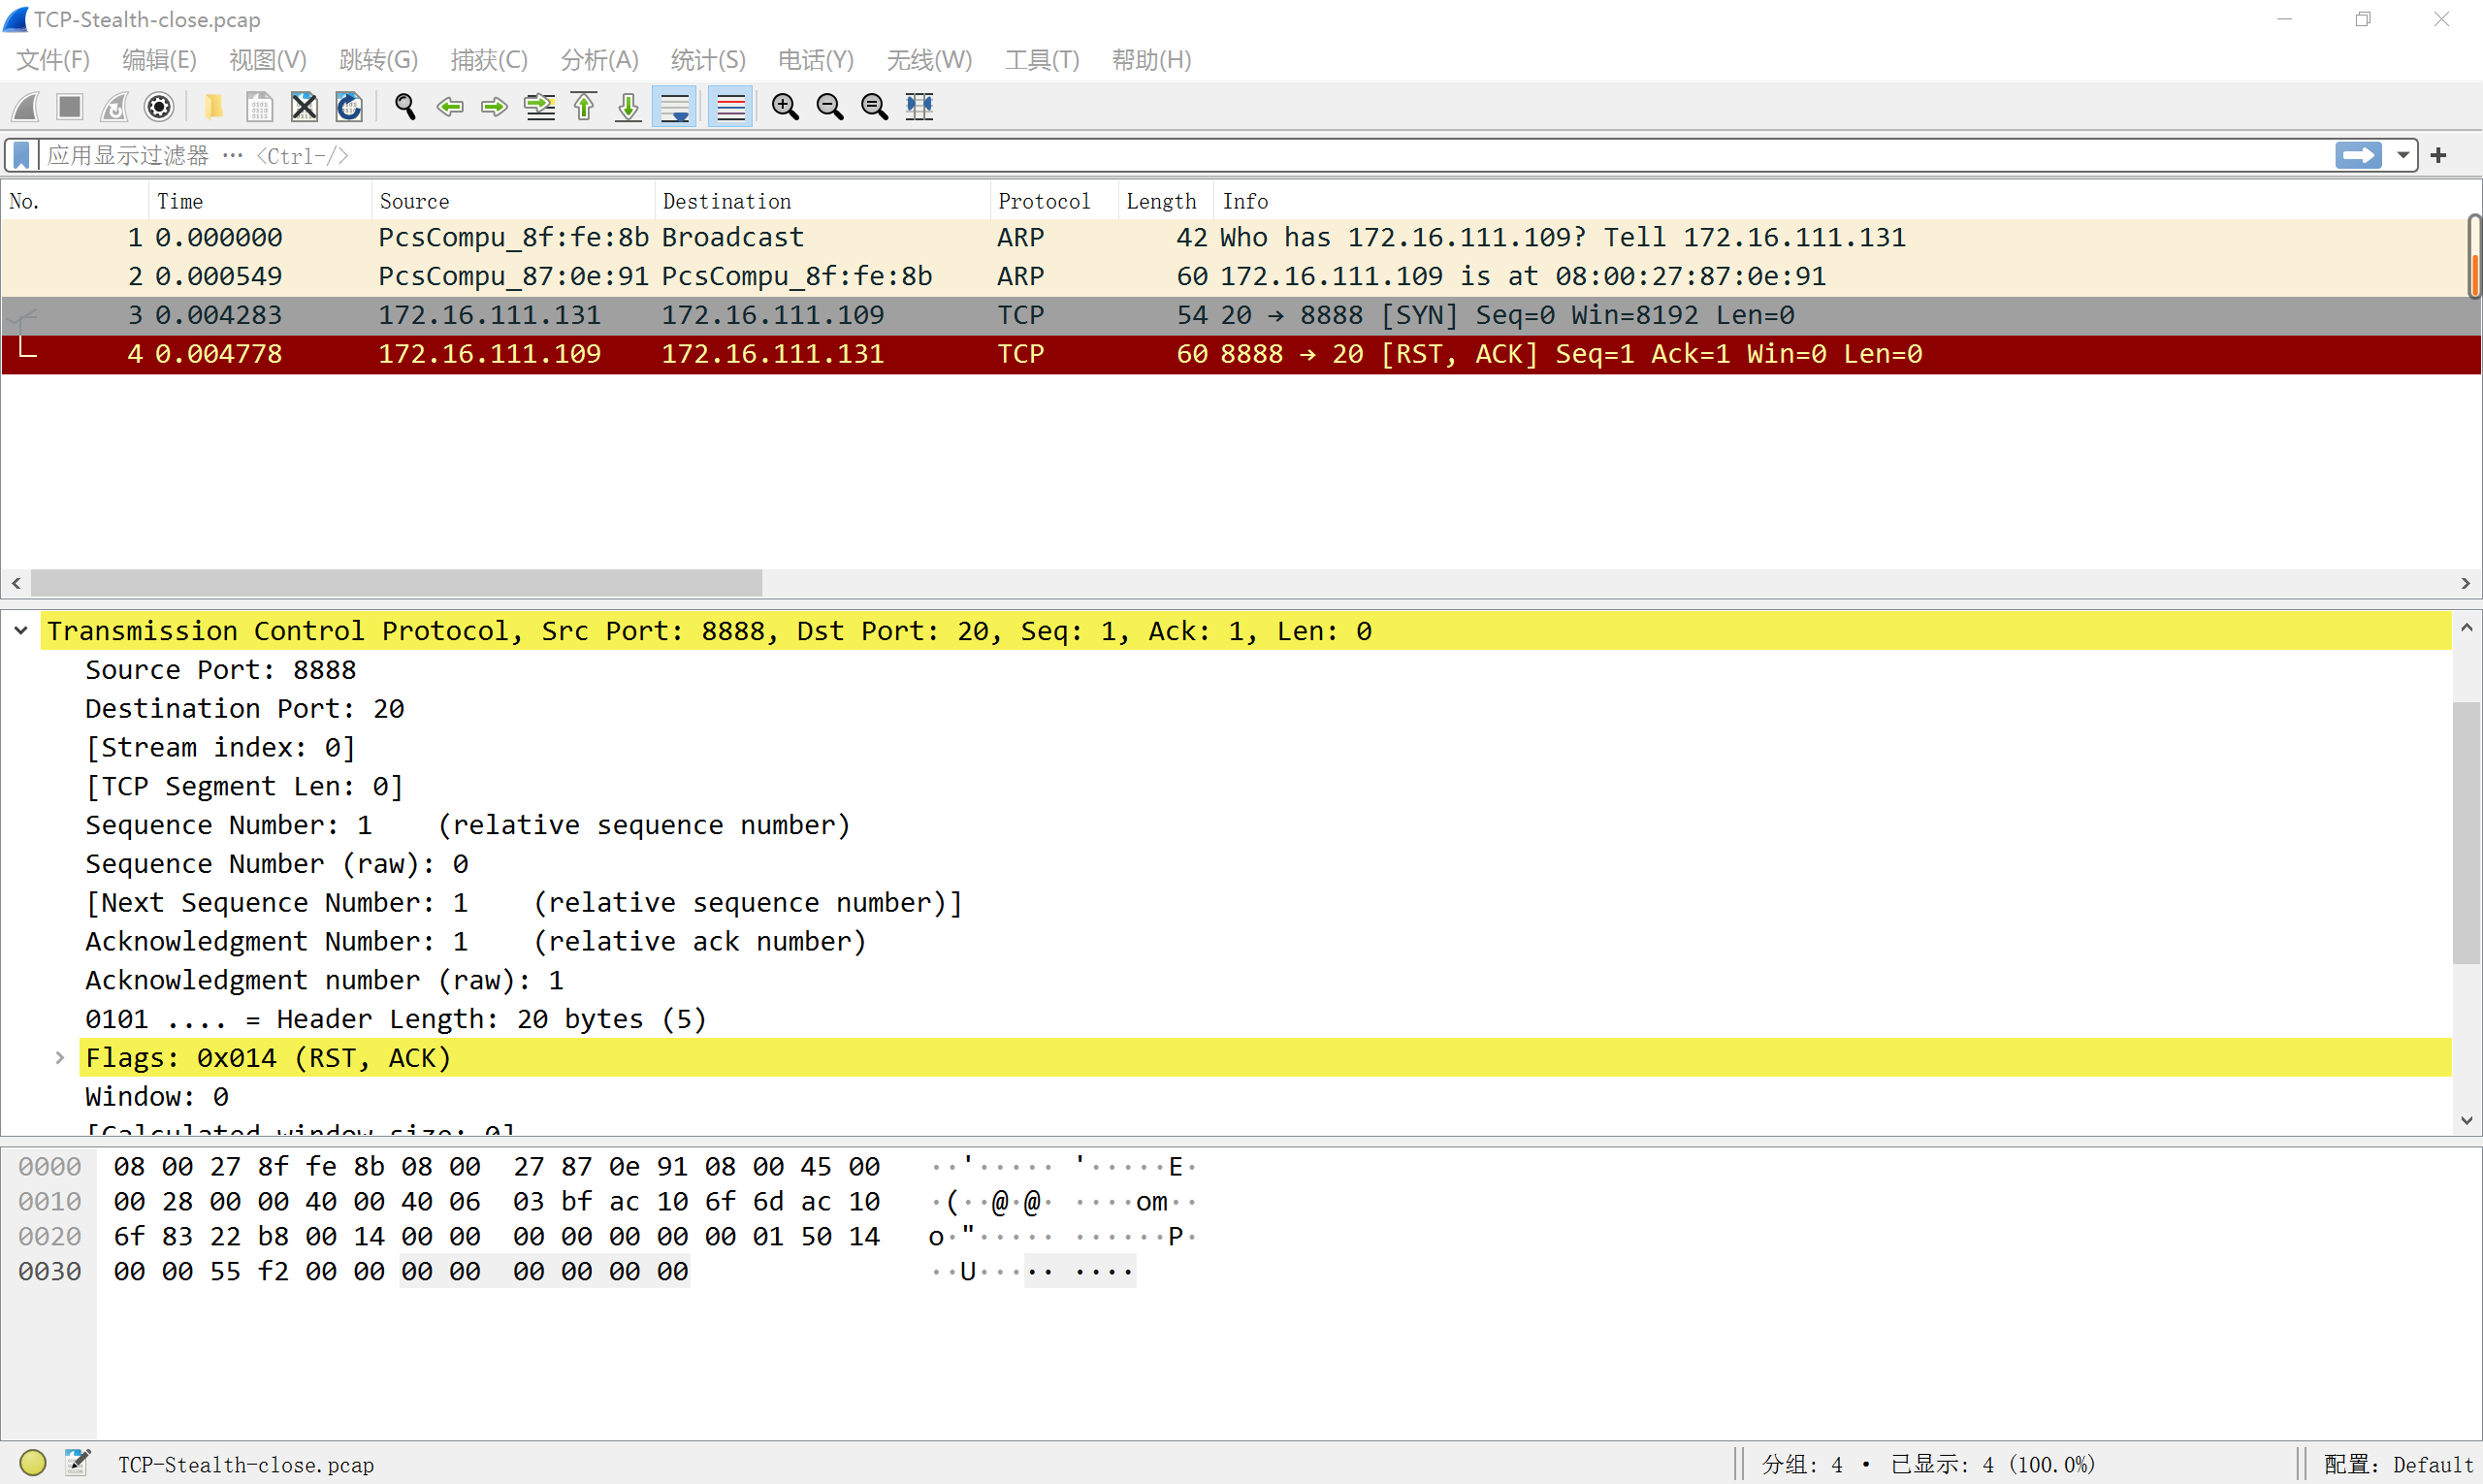 TCP-Stealth-close.pcap
文件(F) 编辑(E) 视图(V) 跳转(G) 捕获(C) 分析(A) 统计(S) 电话(Y) 无线(W) 工具(T) 帮助(H)
应用显示过滤器 … <Ctrl-/>
No. Time Source Destination Protocol Length Info
1 0.000000 PcsCompu_8f:fe:8b Broadcast ARP 42 Who has 172.16.111.109? Tell 172.16.111.131
2 0.000549 PcsCompu_87:0e:91 PcsCompu_8f:fe:8b ARP 60 172.16.111.109 is at 08:00:27:87:0e:91
3 0.004283 172.16.111.131 172.16.111.109 TCP 54 20 → 8888 [SYN] Seq=0 Win=8192 Len=0
4 0.004778 172.16.111.109 172.16.111.131 TCP 60 8888 → 20 [RST, ACK] Seq=1 Ack=1 Win=0 Len=0
Transmission Control Protocol, Src Port: 8888, Dst Port: 20, Seq: 1, Ack: 1, Len: 0
Source Port: 8888
Destination Port: 20
[Stream index: 0]
[TCP Segment Len: 0]
Sequence Number: 1    (relative sequence number)
Sequence Number (raw): 0
[Next Sequence Number: 1    (relative sequence number)]
Acknowledgment Number: 1    (relative ack number)
Acknowledgment number (raw): 1
0101 .... = Header Length: 20 bytes (5)
Flags: 0x014 (RST, ACK)
Window: 0
[Calculated window size: 0]
0000 08 00 27 8f fe 8b 08 00 27 87 0e 91 08 00 45 00 ··'····· '·····E·
0010 00 28 00 00 40 00 40 06 03 bf ac 10 6f 6d ac 10 ·(··@·@· ····om··
0020 6f 83 22 b8 00 14 00 00 00 00 00 00 00 01 50 14 o·"····· ······P·
0030 00 00 55 f2 00 00 00 00 00 00 00 00 ··U····· ····
TCP-Stealth-close.pcap 分组: 4 · 已显示: 4 (100.0%) 配置: Default